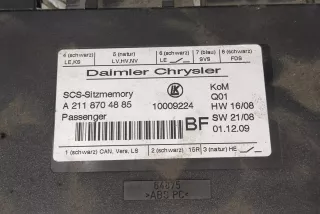 4 (schwarz) 5 (natur) 6 (schwarz) 7 (blau) 8 (schwarz)
LE,KS LV,HV,NV LE SVS FDS
Daimler Chrysler
SCS-Sitzmemory KoM
A 211 870 48 85 10009224 Q01
Passenger HW 16/08
BF SW 21/08
01.12.09
1 (schwarz) CAN, Vers, LS 2 (schwarz) 15R 3 (natur) HE
>ABS PC<